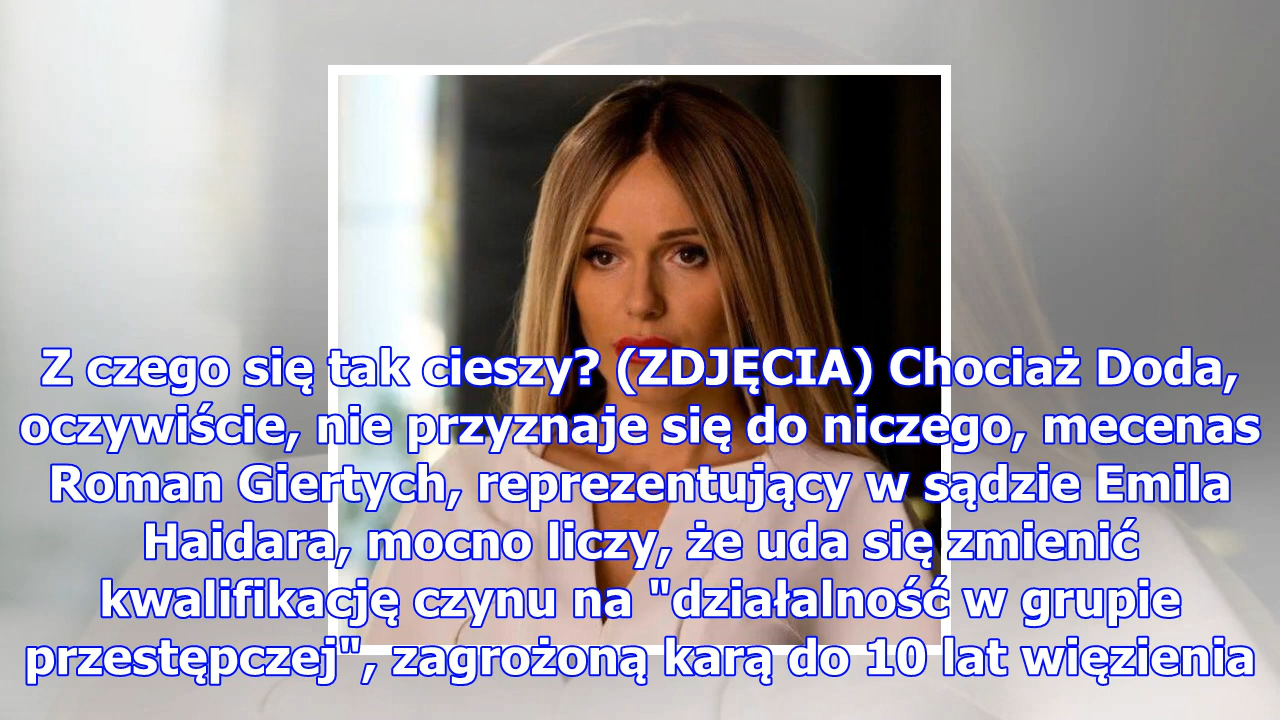 Z czego się tak cieszy? (ZDJĘCIA) Chociaż Doda,
oczywiście, nie przyznaje się do niczego, mecenas
Roman Giertych, reprezentujący w sądzie Emila
Haidara, mocno liczy, że uda się zmienić
kwalifikację czynu na "działalność w grupie
przestępczej", zagrożoną karą do 10 lat więzienia